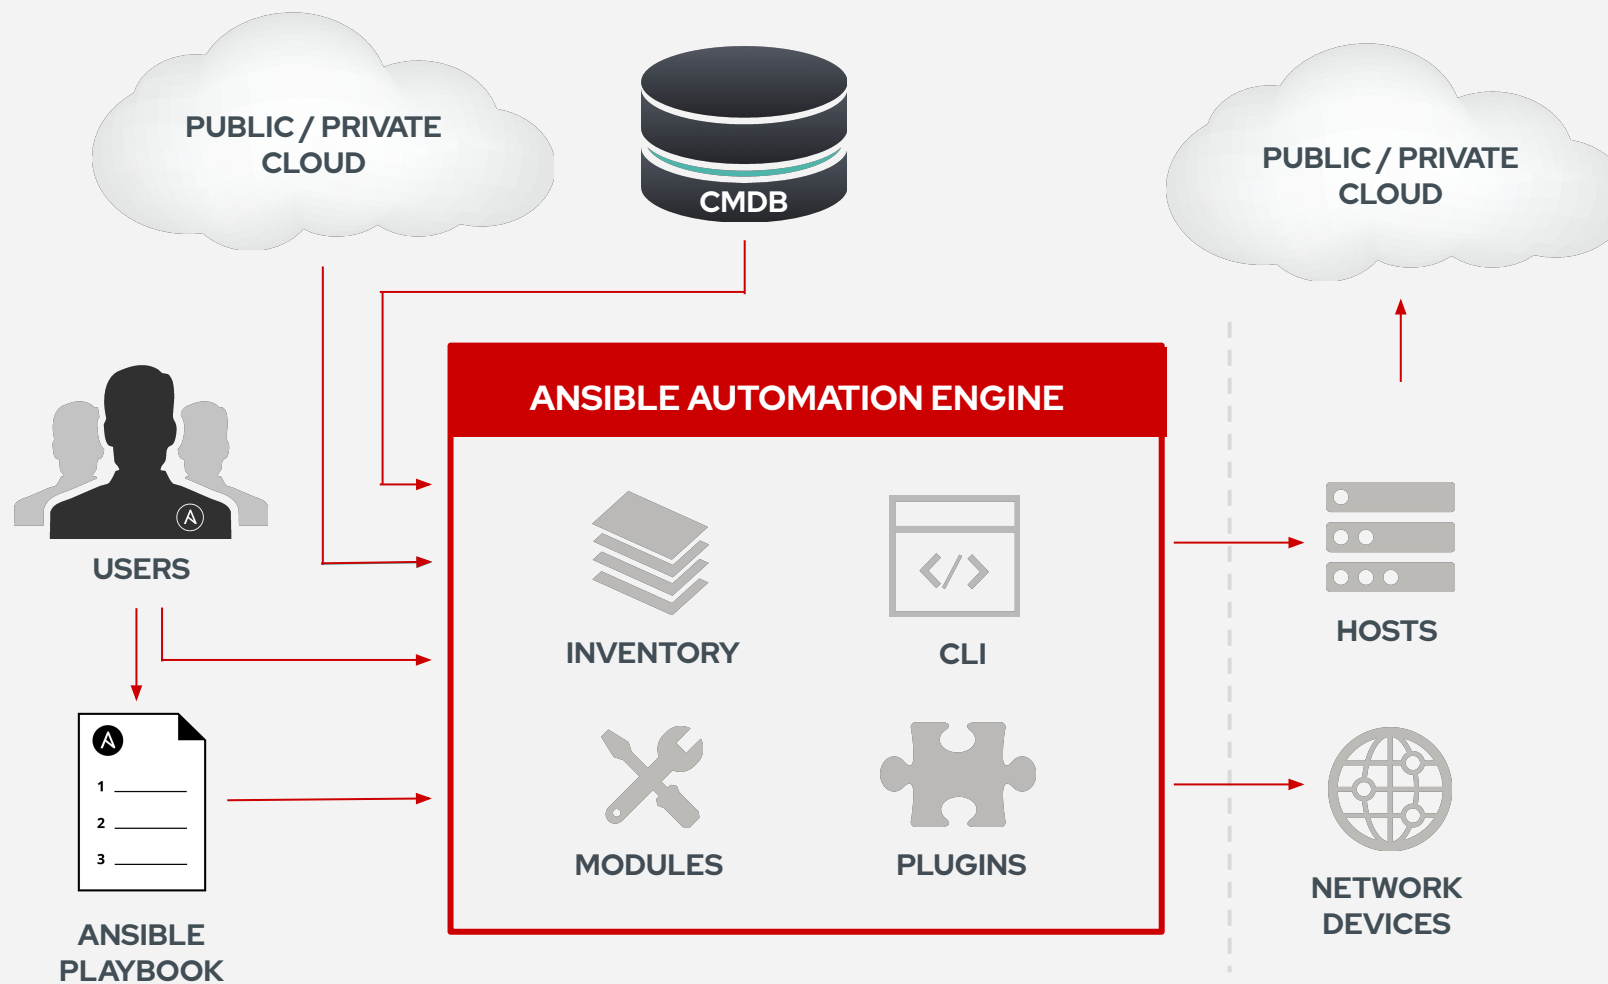 PUBLIC / PRIVATE
CLOUD
CMDB
PUBLIC / PRIVATE
CLOUD
ANSIBLE AUTOMATION ENGINE
USERS
INVENTORY
CLI
HOSTS
1
2
3
MODULES
PLUGINS
NETWORK
DEVICES
ANSIBLE
PLAYBOOK